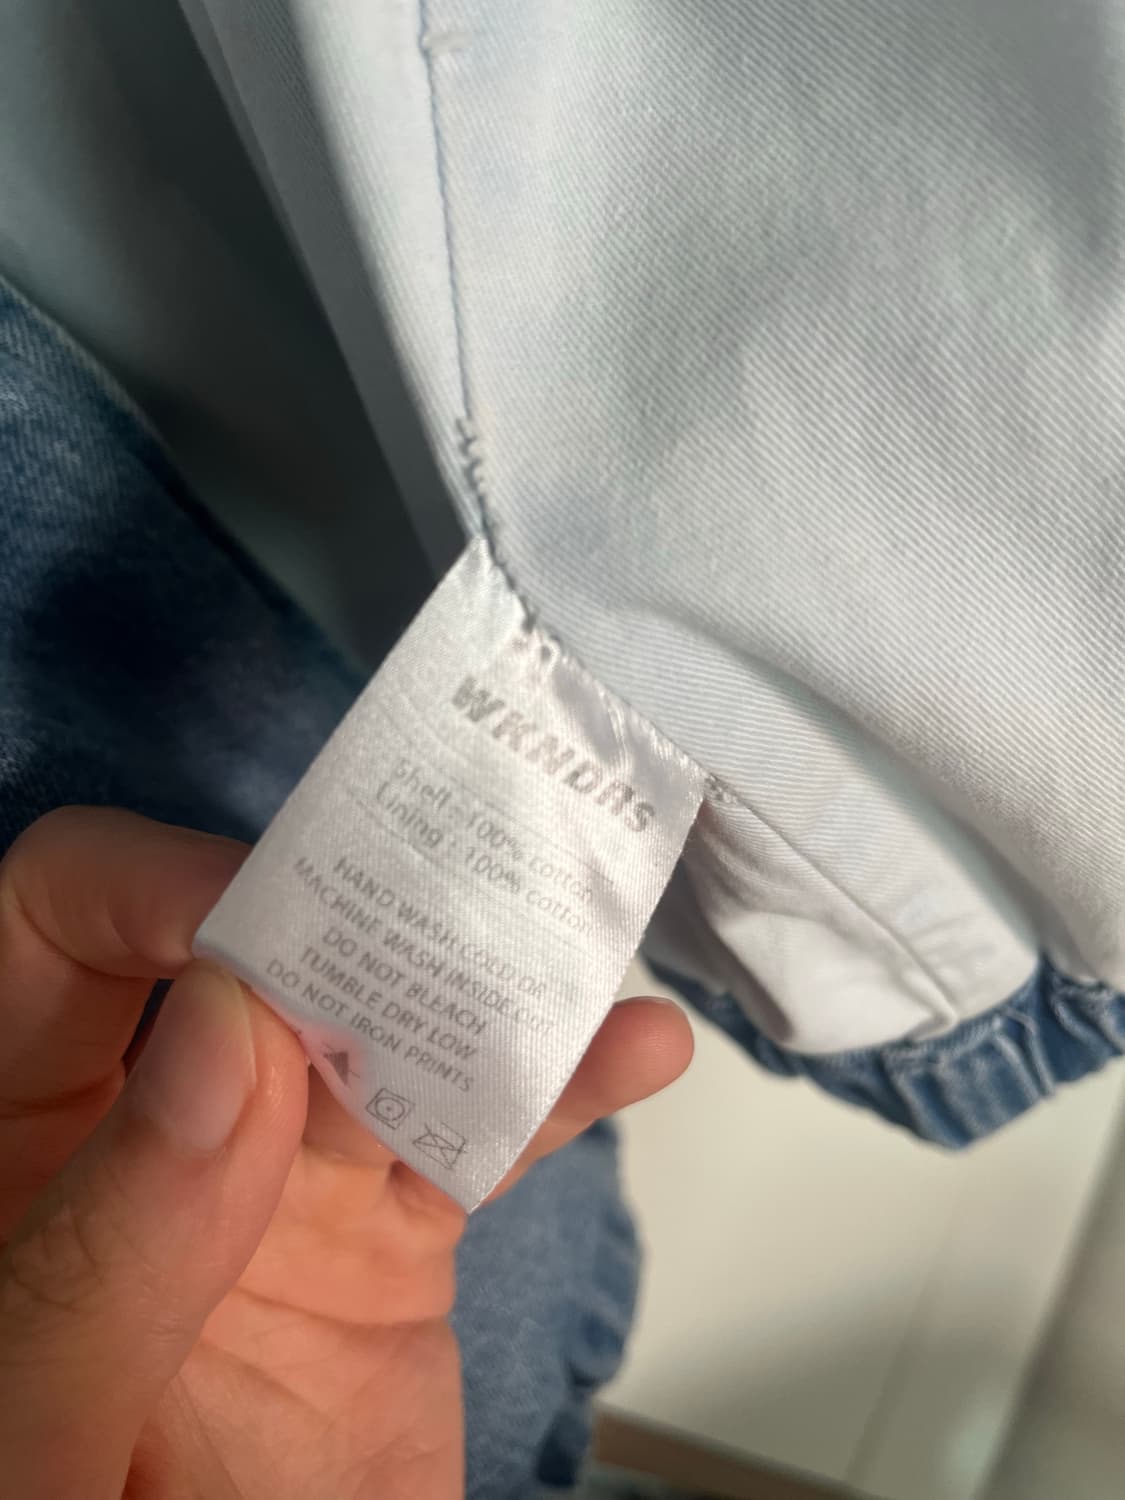 WKNDRS
Shell : 100% cotton
Lining : 100% cotton
HAND WASH COLD OR
MACHINE WASH INSIDE OUT
DO NOT BLEACH
TUMBLE DRY LOW
DO NOT IRON PRINTS